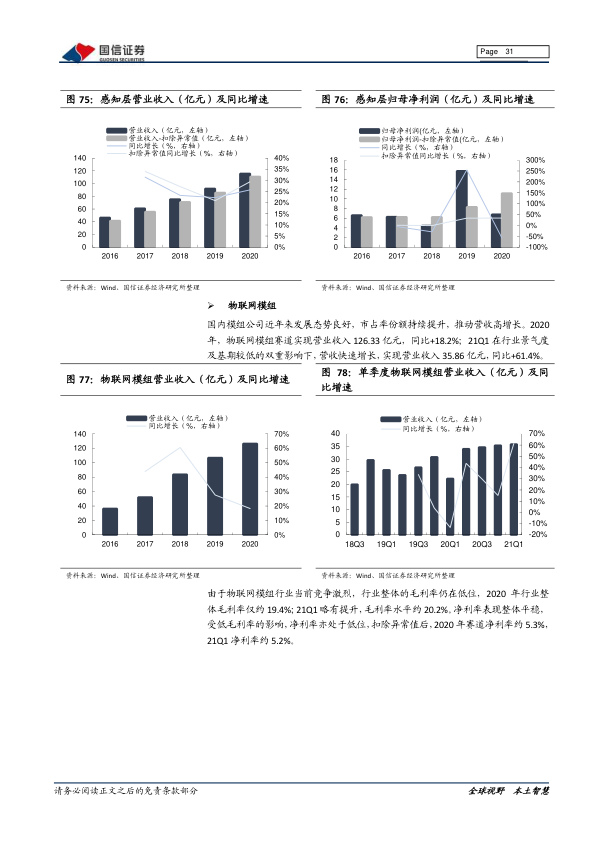 国信证券
GUOSEN SECURITIES
Page 31
图 75：感知层营业收入（亿元）及同比增速
图 76：感知层归母净利润（亿元）及同比增速
营业收入（亿元，左轴）
营业收入-扣除异常值（亿元，左轴）
同比增长（%，右轴）
扣除异常值同比增长（%，右轴）
140
120
100
80
60
40
20
0
40%
35%
30%
25%
20%
15%
10%
5%
0%
2016 2017 2018 2019 2020
归母净利润(亿元，左轴)
归母净利润-扣除异常值(亿元，左轴)
同比增长（%，右轴）
扣除异常值同比增长（%，右轴）
18
16
14
12
10
8
6
4
2
0
300%
250%
200%
150%
100%
50%
0%
-50%
-100%
2016 2017 2018 2019 2020
资料来源：Wind、国信证券经济研究所整理
资料来源：Wind、国信证券经济研究所整理
➢ 物联网模组
国内模组公司近年来发展态势良好，市占率份额持续提升，推动营收高增长。2020
年，物联网模组赛道实现营业收入 126.33 亿元，同比+18.2%；21Q1 在行业景气度
及基期较低的双重影响下，营收快速增长，实现营业收入 35.86 亿元，同比+61.4%。
图 77：物联网模组营业收入（亿元）及同比增速
图 78：单季度物联网模组营业收入（亿元）及同
比增速
营业收入（亿元，左轴）
同比增长（%，右轴）
140
120
100
80
60
40
20
0
70%
60%
50%
40%
30%
20%
10%
0%
2016 2017 2018 2019 2020
营业收入（亿元，左轴）
同比增长（%，右轴）
40
35
30
25
20
15
10
5
0
70%
60%
50%
40%
30%
20%
10%
0%
-10%
-20%
18Q3 19Q1 19Q3 20Q1 20Q3 21Q1
资料来源：Wind、国信证券经济研究所整理
资料来源：Wind、国信证券经济研究所整理
由于物联网模组行业当前竞争激烈，行业整体的毛利率仍在低位，2020 年行业整
体毛利率仅约 19.4%；21Q1 略有提升，毛利率水平约 20.2%。净利率表现整体平稳，
受低毛利率的影响，净利率亦处于低位，扣除异常值后，2020 年赛道净利率约 5.3%，
21Q1 净利率约 5.2%。
请务必阅读正文之后的免责条款部分
全球视野 本土智慧